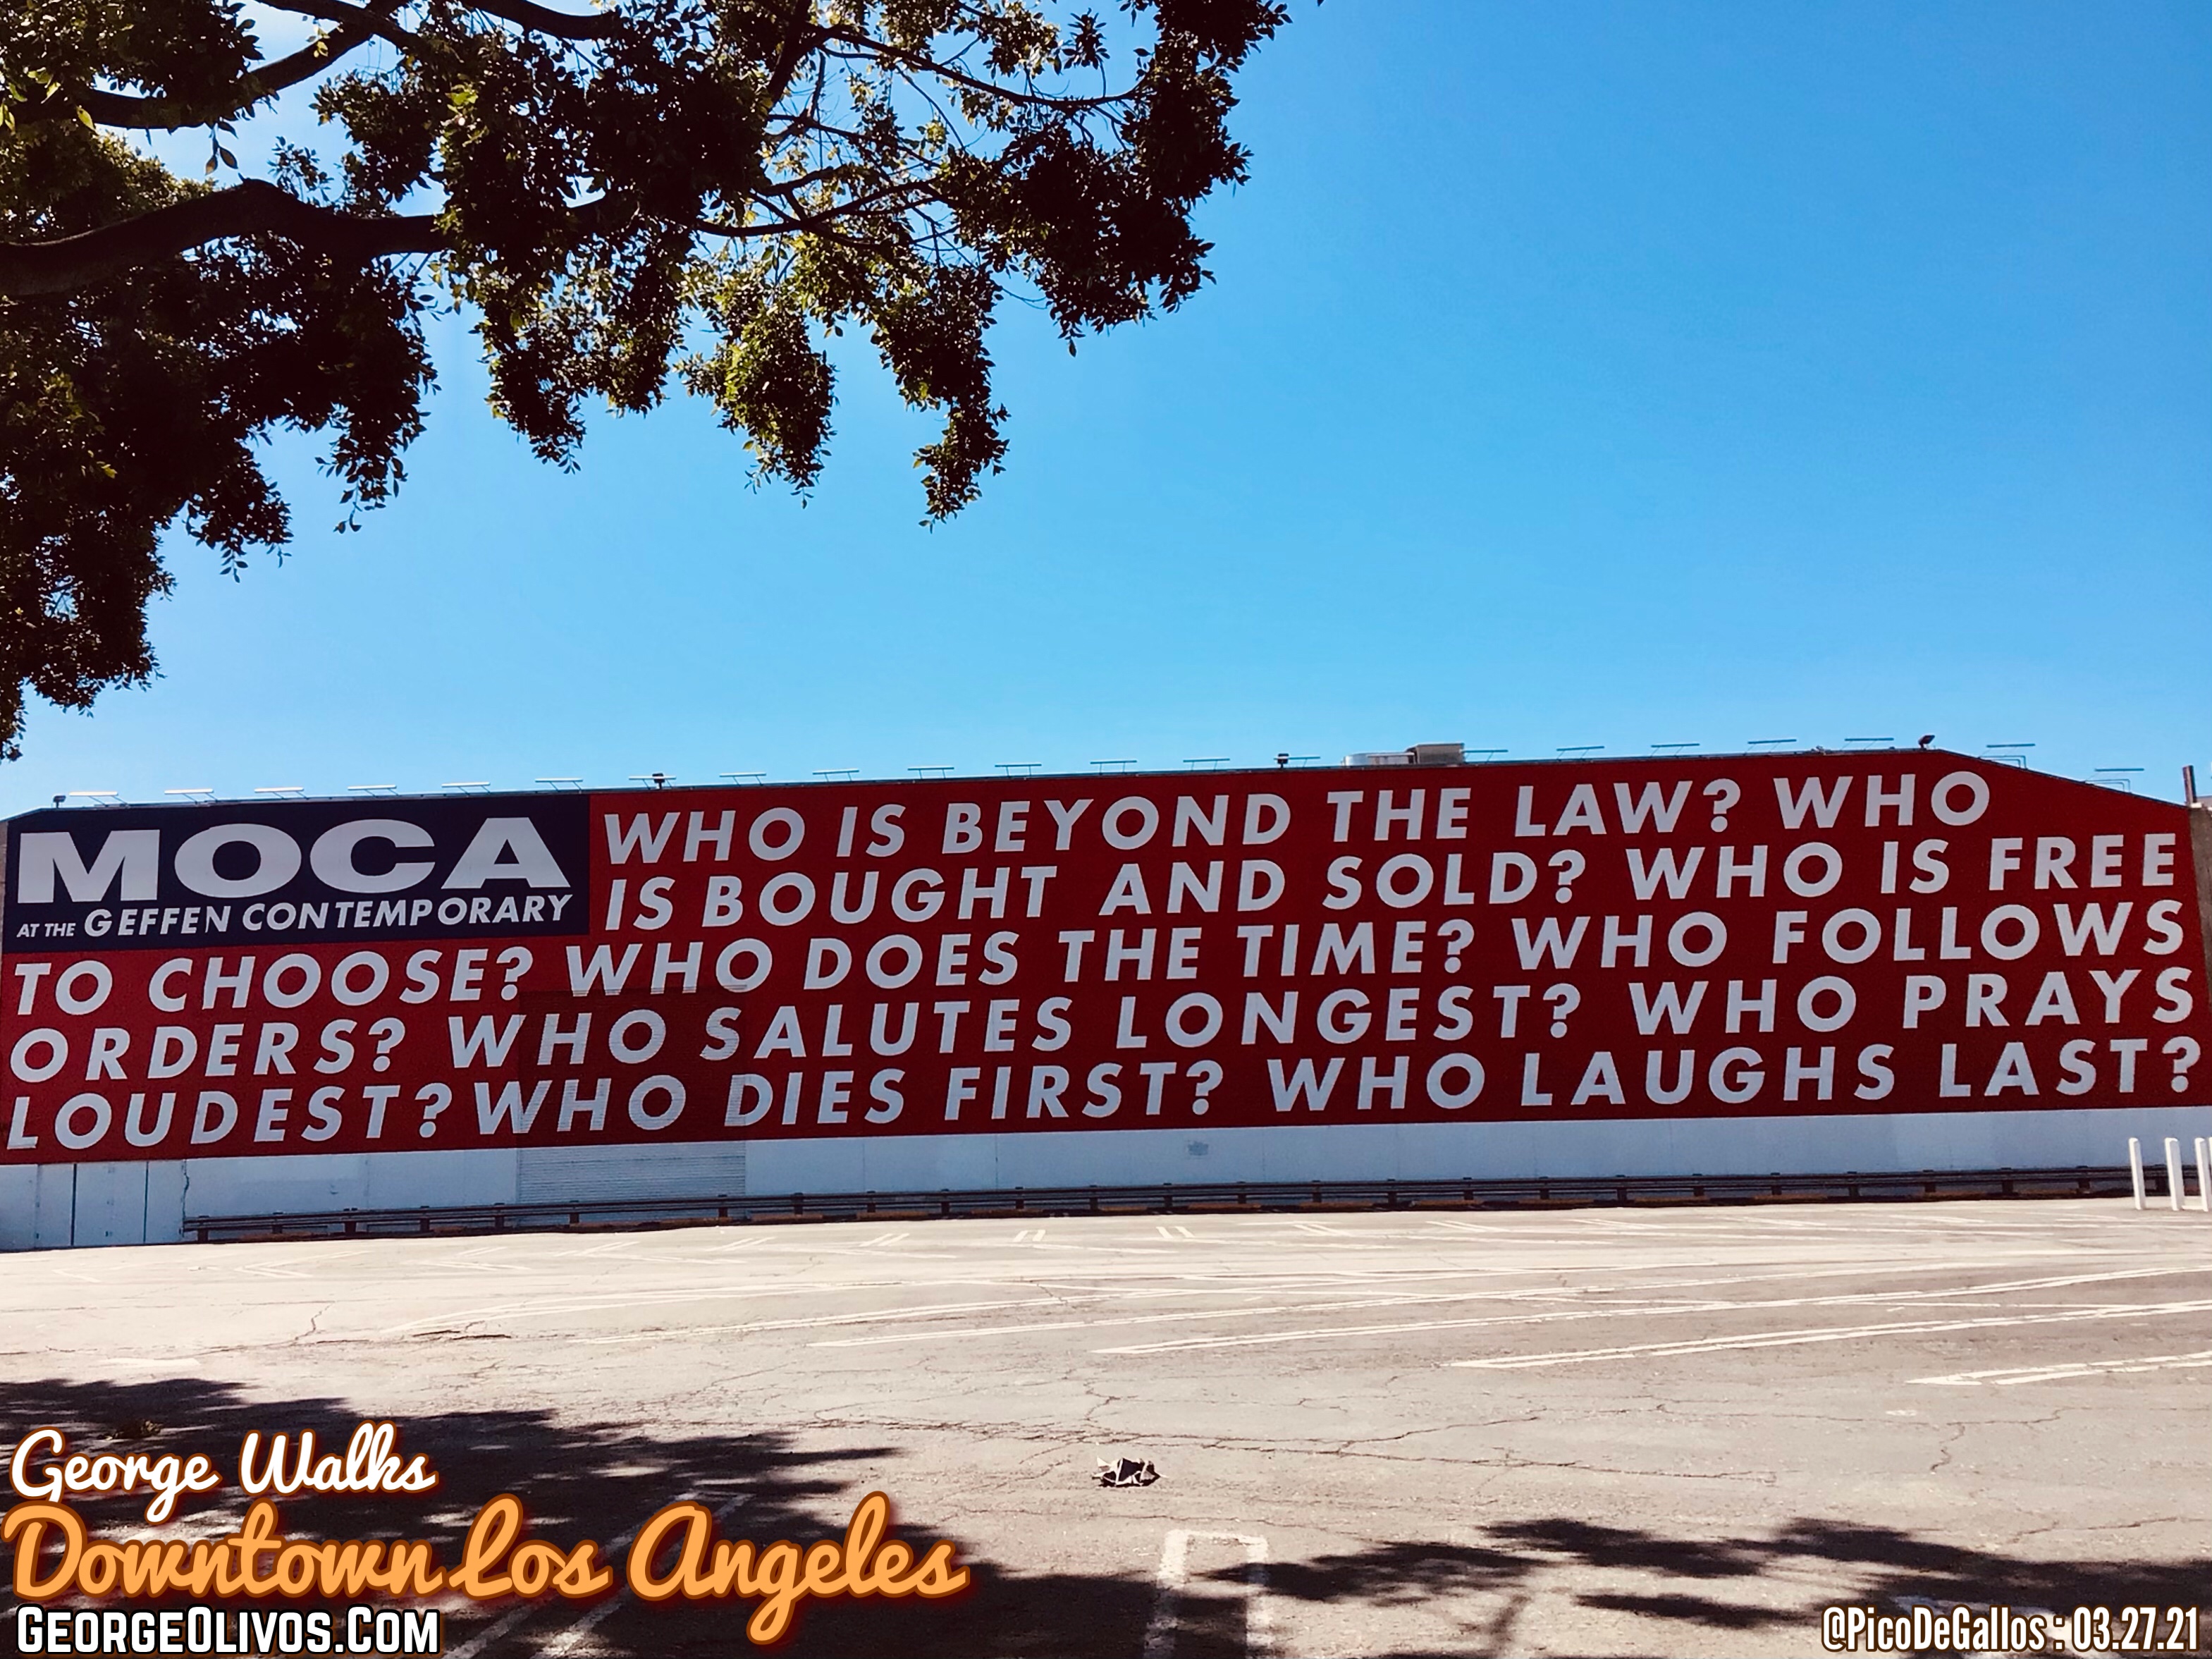 MOCA
AT THE GEFFEN CONTEMPORARY
WHO IS BEYOND THE LAW? WHO
IS BOUGHT AND SOLD? WHO IS FREE
TO CHOOSE? WHO DOES THE TIME? WHO FOLLOWS
ORDERS? WHO SALUTES LONGEST? WHO PRAYS
LOUDEST? WHO DIES FIRST? WHO LAUGHS LAST?
George Walks
Downtown Los Angeles
GEORGEOLIVOS.COM
@PicoDeGallos : 03.27.21